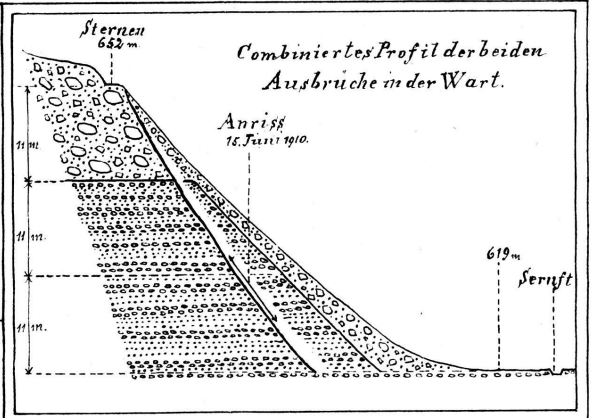 Sternen
652 m.
Combiniertes Profil der beiden
Ausbrüche in der Wart.
Anriss
15. Juni 1910.
11 m.
11 m.
11 m.
619 m
Sernft